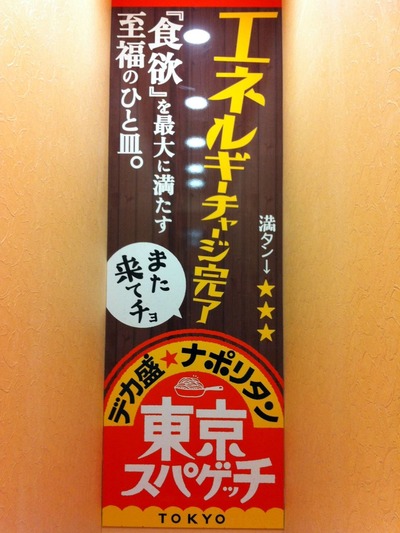 エネルギーチャージ完了
満タン→★★★
『食欲』を最大に満たす
至福のひと皿。
また
来てチョ
デカ盛★ナポリタン
東京
スパゲッチ
TOKYO